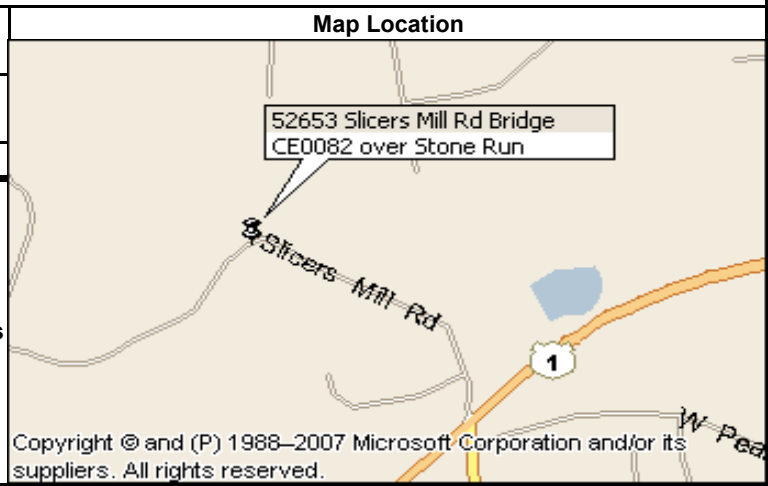 Map Location
52653 Slicers Mill Rd Bridge
CE0082 over Stone Run
Slicers Mill Rd
1
W Pea
Copyright © and (P) 1988–2007 Microsoft Corporation and/or its
suppliers. All rights reserved.